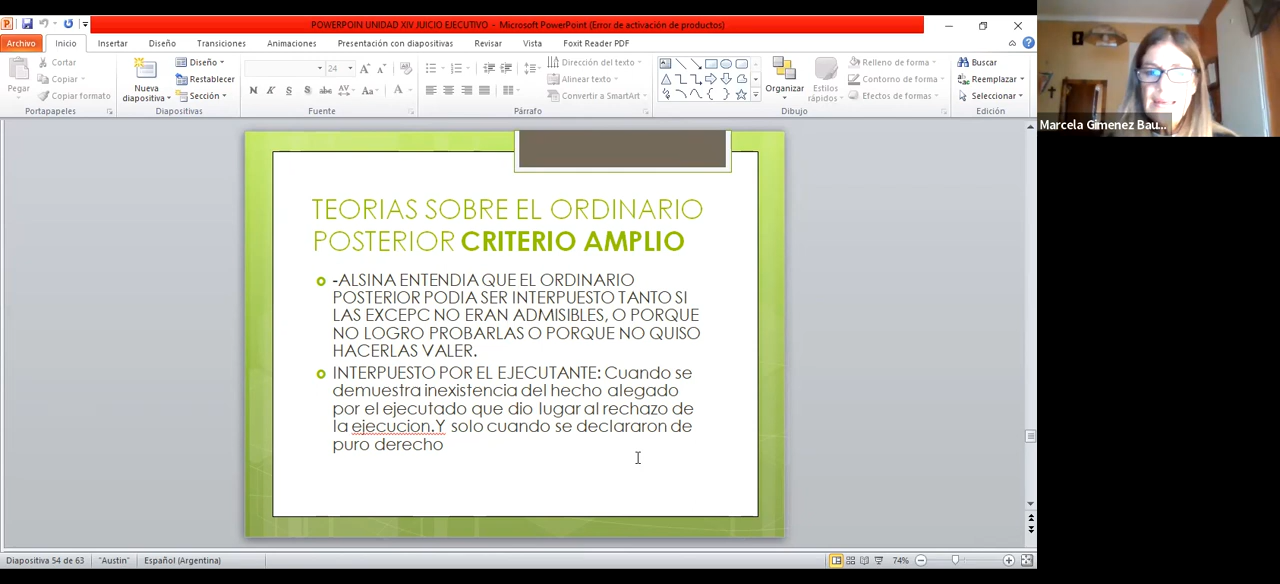 POWERPOIN UNIDAD XIV JUICIO EJECUTIVO - Microsoft PowerPoint (Error de activación de productos)
Archivo Inicio Insertar Diseño Transiciones Animaciones Presentación con diapositivas Revisar Vista Foxit Reader PDF
Cortar
Copiar
Copiar formato
Pegar
Portapapeles
Nueva
diapositiva
Diseño
Restablecer
Sección
Diapositivas
24
N K S S abc AV Aa A
Fuente
Dirección del texto
Alinear texto
Convertir a SmartArt
Párrafo
Organizar
Estilos
rápidos
Relleno de forma
Contorno de forma
Efectos de formas
Dibujo
Buscar
Reemplazar
Seleccionar
Edición
Marcela Gimenez Bau...
TEORIAS SOBRE EL ORDINARIO
POSTERIOR CRITERIO AMPLIO
-ALSINA ENTENDIA QUE EL ORDINARIO
POSTERIOR PODIA SER INTERPUESTO TANTO SI
LAS EXCEPC NO ERAN ADMISIBLES, O PORQUE
NO LOGRO PROBARLAS O PORQUE NO QUISO
HACERLAS VALER.
INTERPUESTO POR EL EJECUTANTE: Cuando se
demuestra inexistencia del hecho alegado
por el ejecutado que dio lugar al rechazo de
la ejecucion.Y solo cuando se declararon de
puro derecho
Diapositiva 54 de 63 "Austin" Español (Argentina) 74%